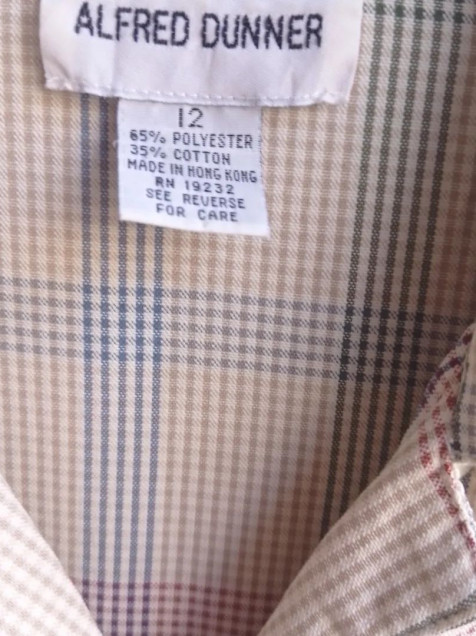 ALFRED DUNNER
12
65% POLYESTER
35% COTTON
MADE IN HONG KONG
RN 19232
SEE REVERSE
FOR CARE